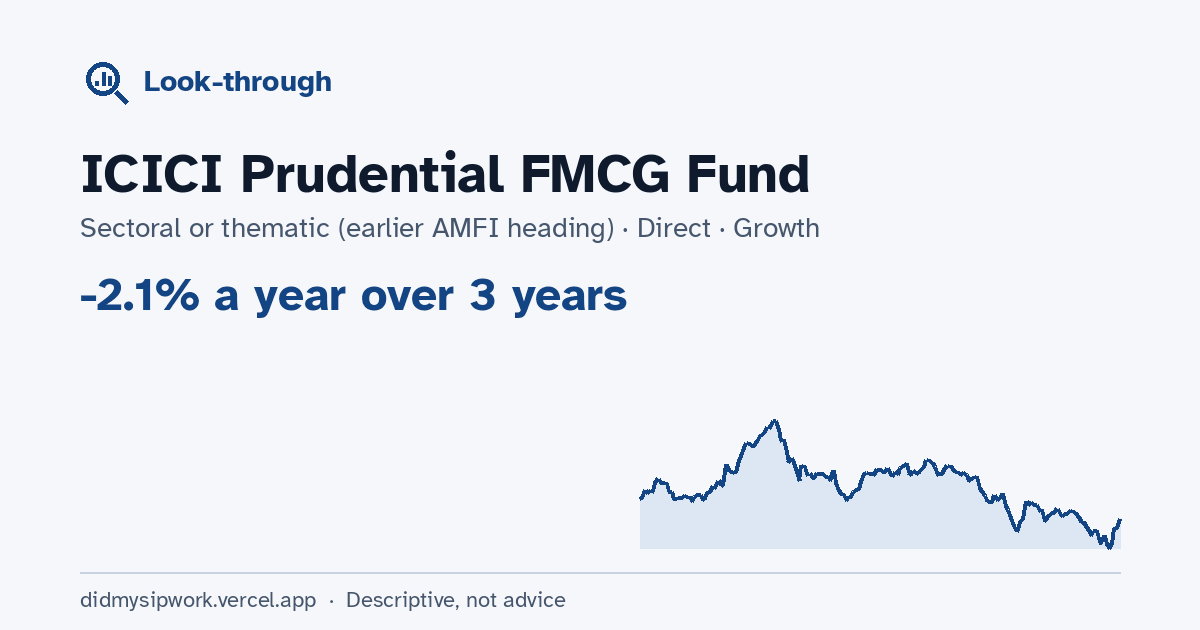 Look-through
ICICI Prudential FMCG Fund
Sectoral or thematic (earlier AMFI heading) · Direct · Growth
-2.1% a year over 3 years
didmysipwork.vercel.app · Descriptive, not advice